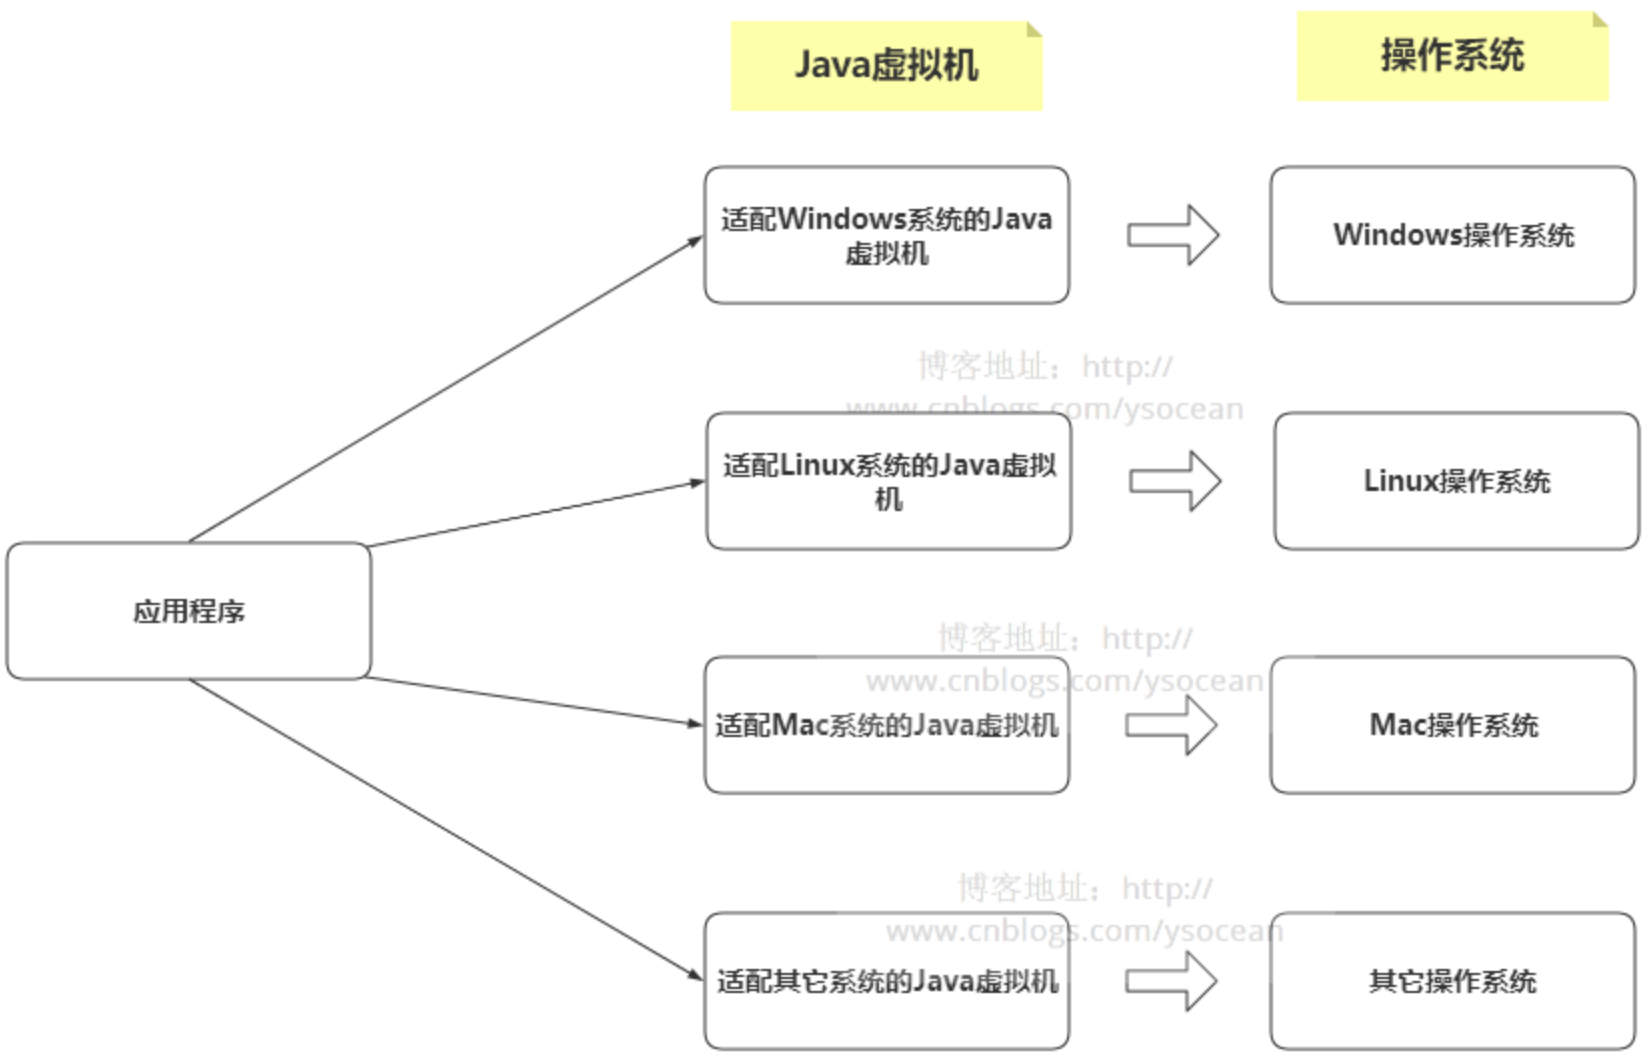 Java虚拟机
操作系统
适配Windows系统的Java
虚拟机
Windows操作系统
博客地址：http://
www.cnblogs.com/ysocean
适配Linux系统的Java虚拟
机
Linux操作系统
应用程序
博客地址：http://
www.cnblogs.com/ysocean
适配Mac系统的Java虚拟机
Mac操作系统
博客地址：http://
www.cnblogs.com/ysocean
适配其它系统的Java虚拟机
其它操作系统